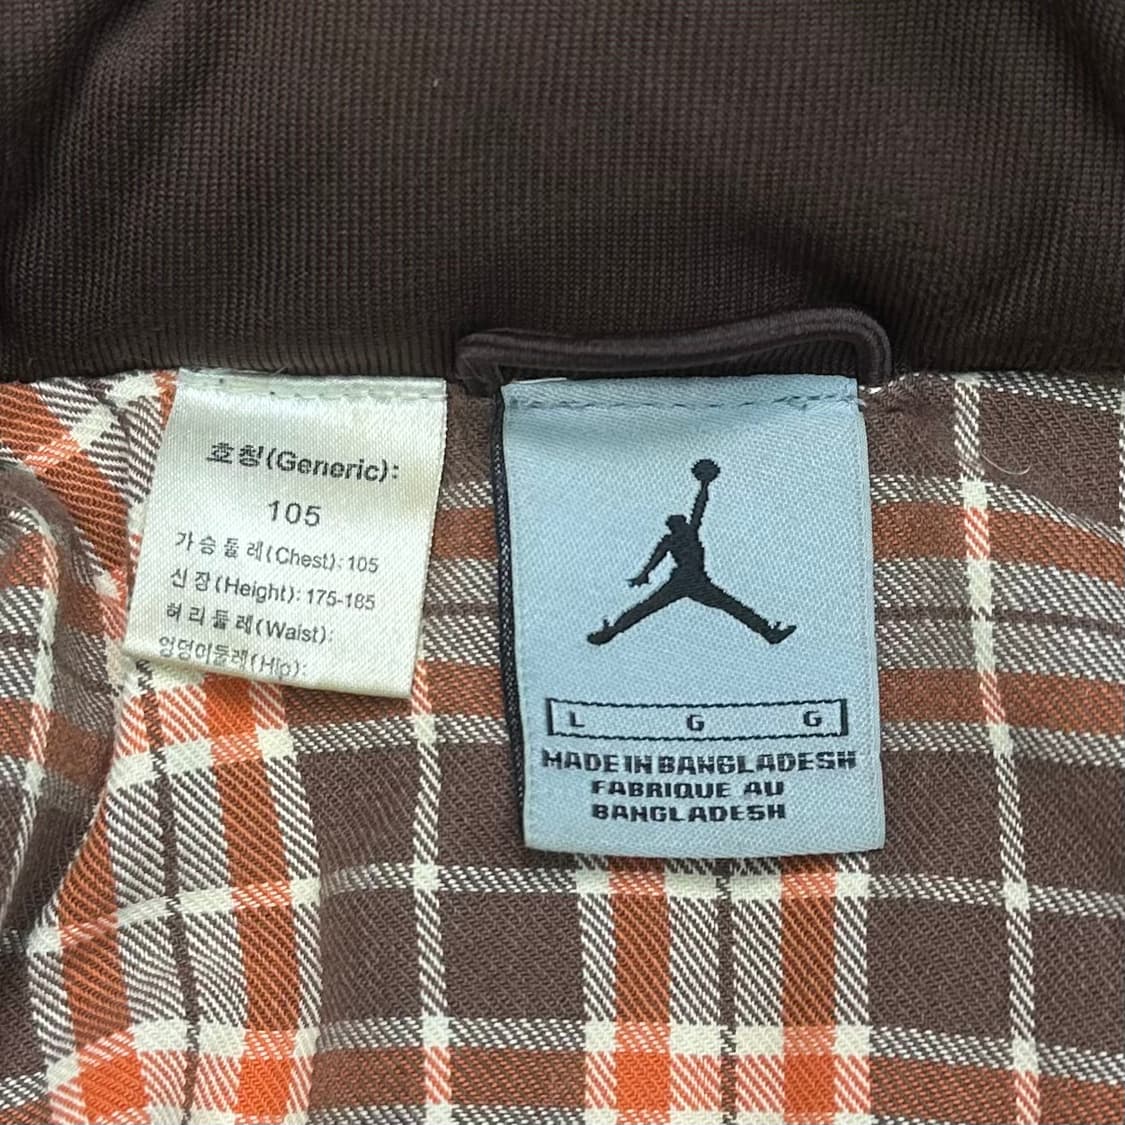 호칭(Generic):
105
가슴둘레(Chest):105
신장(Height):175-185
허리둘레(Waist):
엉덩이둘레(Hip):
L G G
MADE IN BANGLADESH
FABRIQUE AU
BANGLADESH